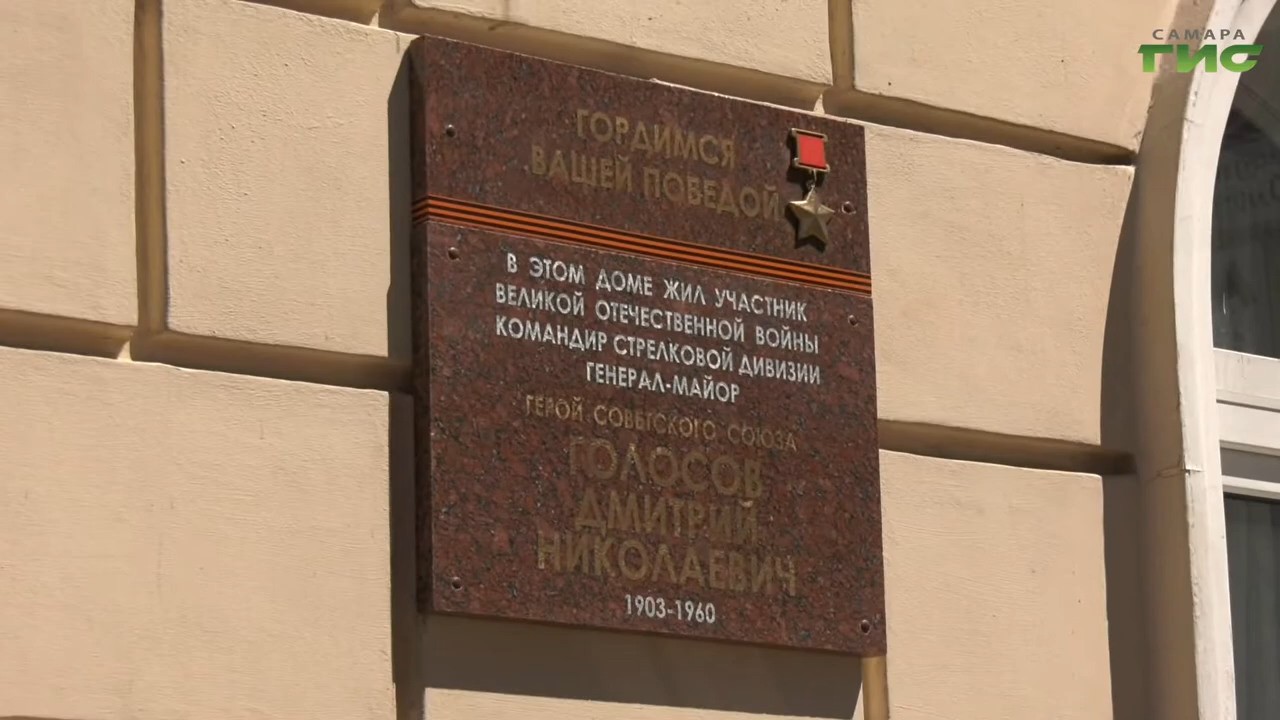 САМАРА
ГИС
ГОРДИМСЯ
ВАШЕЙ ПОБЕДОЙ
В ЭТОМ ДОМЕ ЖИЛ УЧАСТНИК
ВЕЛИКОЙ ОТЕЧЕСТВЕННОЙ ВОЙНЫ
КОМАНДИР СТРЕЛКОВОЙ ДИВИЗИИ
ГЕНЕРАЛ-МАЙОР
ГЕРОЙ СОВЕТСКОГО СОЮЗА
ГОЛОСОВ
ДМИТРИЙ
НИКОЛАЕВИЧ
1903-1960